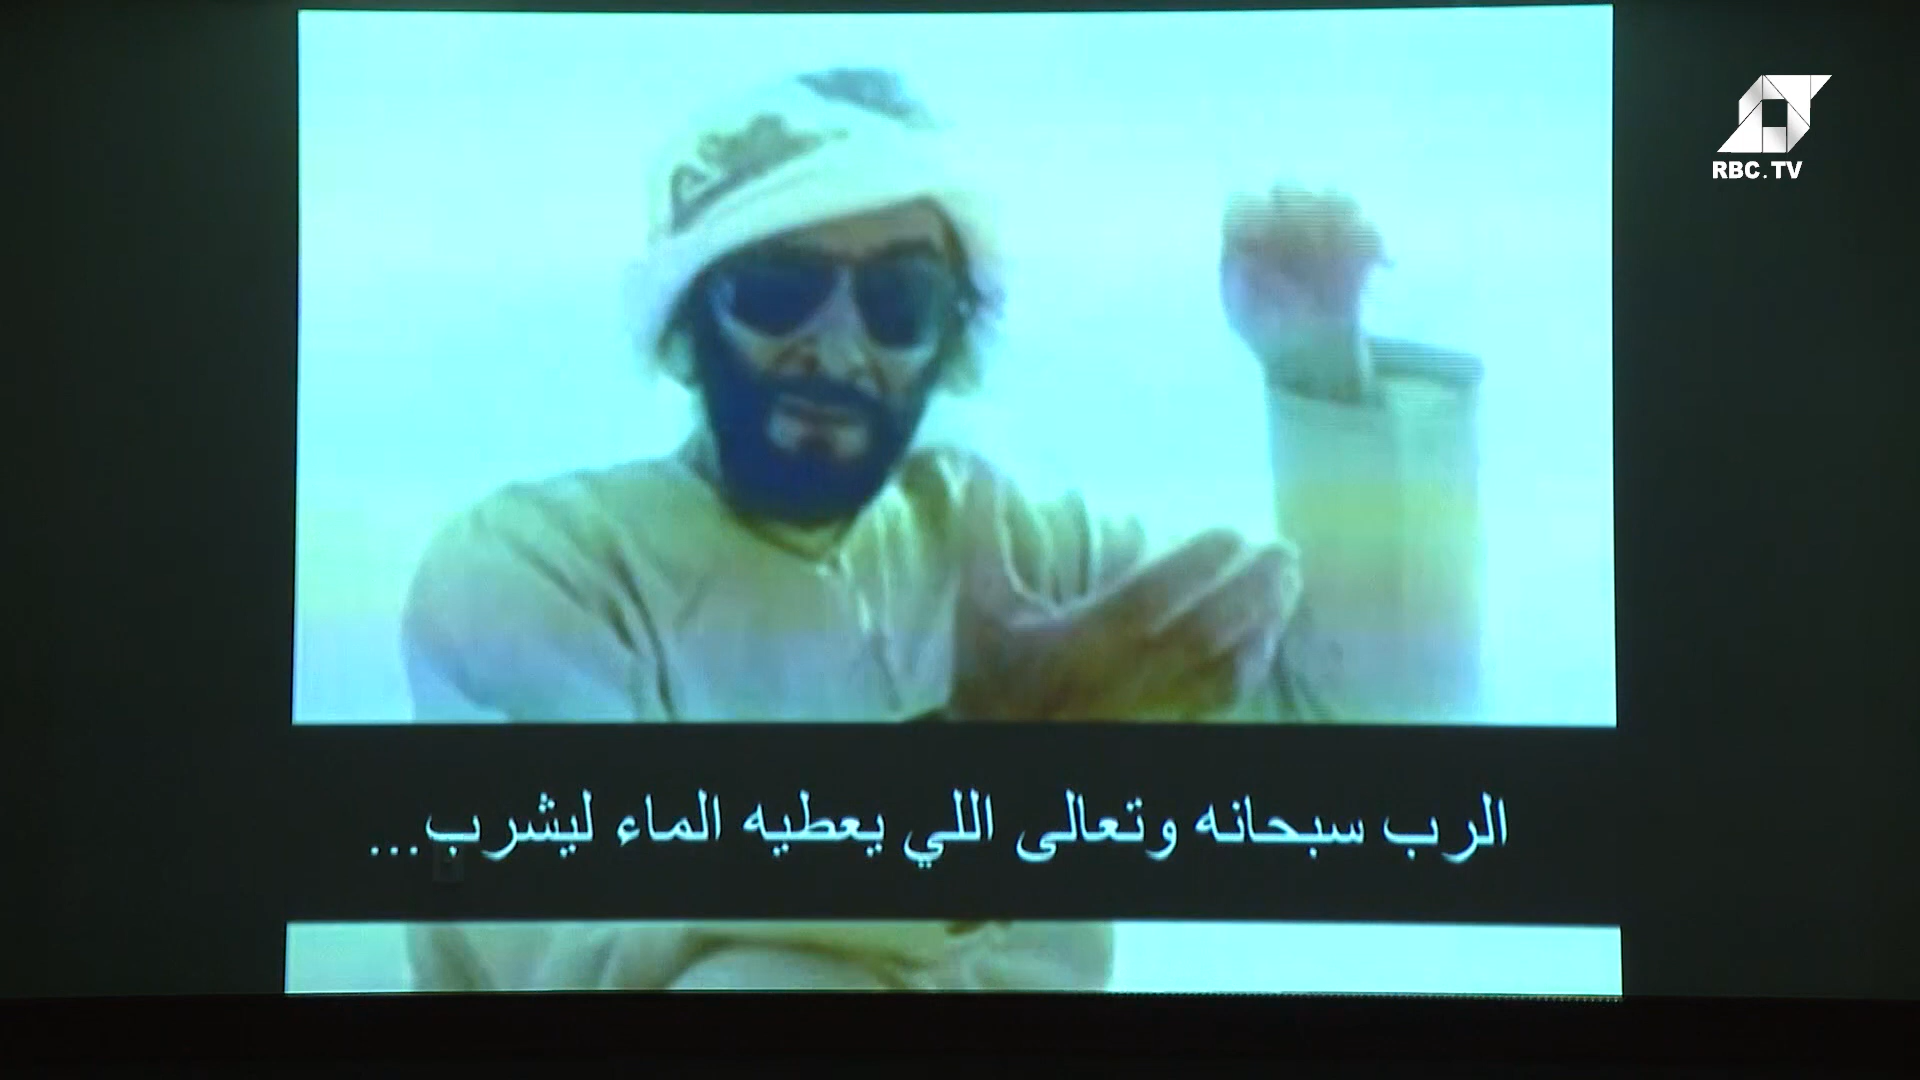 RBC.TV
الرب سبحانه وتعالى اللي يعطيه الماء ليشرب...